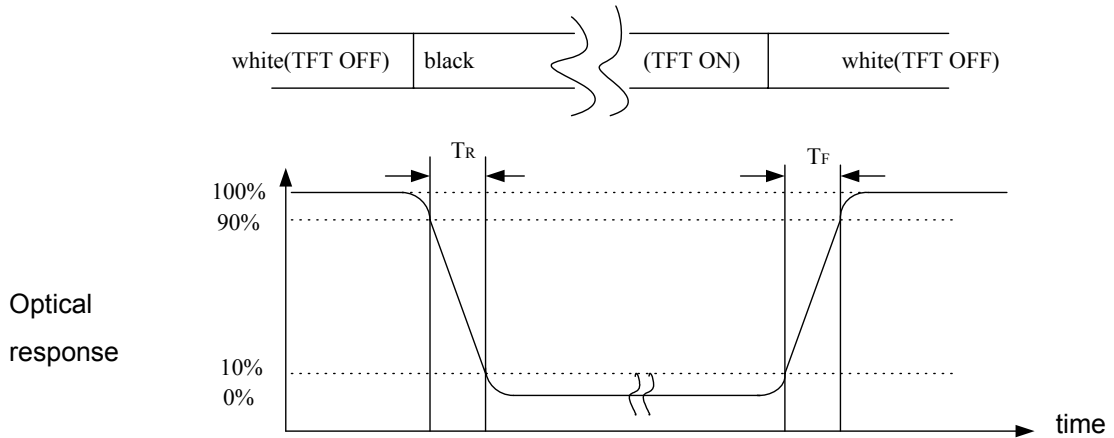 white(TFT OFF) black (TFT ON) white(TFT OFF)
TR TF
100%
90%
Optical
response
10%
0%
time